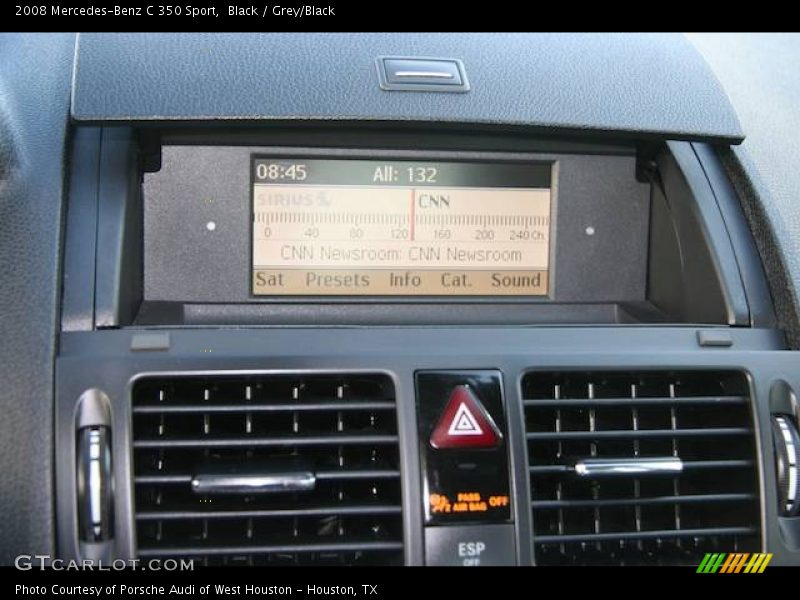 2008 Mercedes-Benz C 350 Sport,  Black / Grey/Black
08:45 All: 132
SIRIUS CNN
0 40 80 120 160 200 240 Ch.
CNN Newsroom: CNN Newsroom
Sat Presets Info Cat. Sound
PASS
AIR BAG OFF
ESP
OFF
GTCARLOT.COM
Photo Courtesy of Porsche Audi of West Houston - Houston, TX